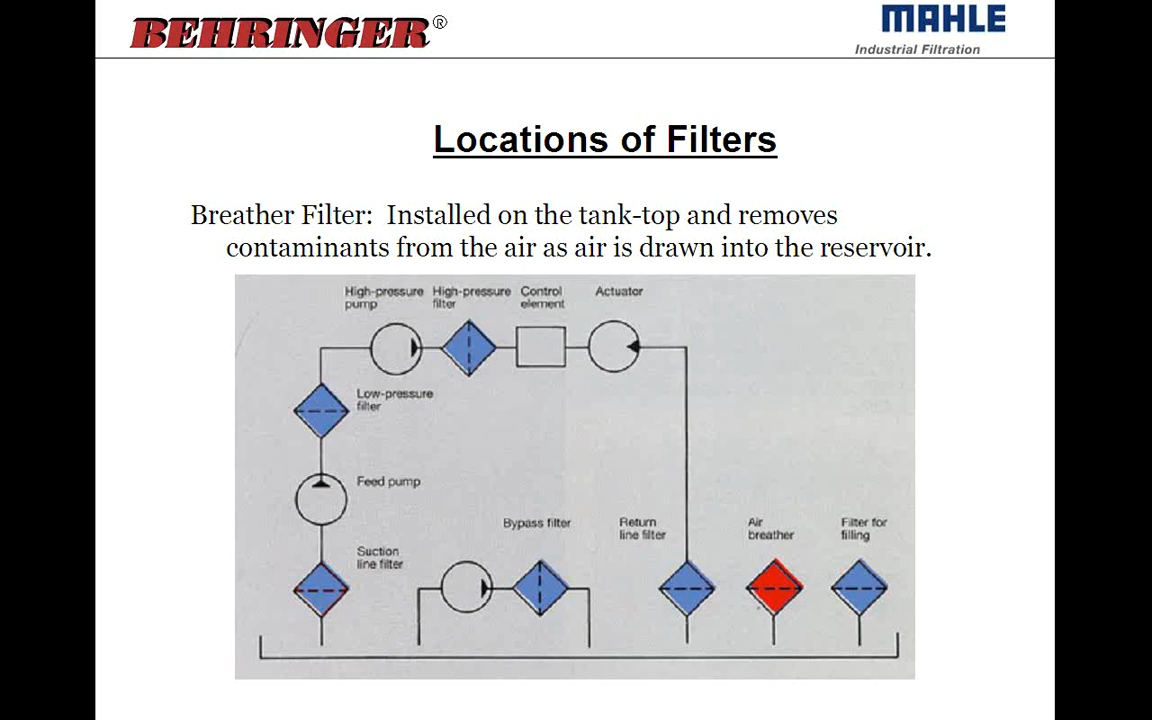 BEHRINGER®
MAHLE
Industrial Filtration
Locations of Filters
Breather Filter: Installed on the tank-top and removes
contaminants from the air as air is drawn into the reservoir.
High-pressure
pump
High-pressure
filter
Control
element
Actuator
Low-pressure
filter
Feed pump
Suction
line filter
Bypass filter
Return
line filter
Air
breather
Filter for
filling